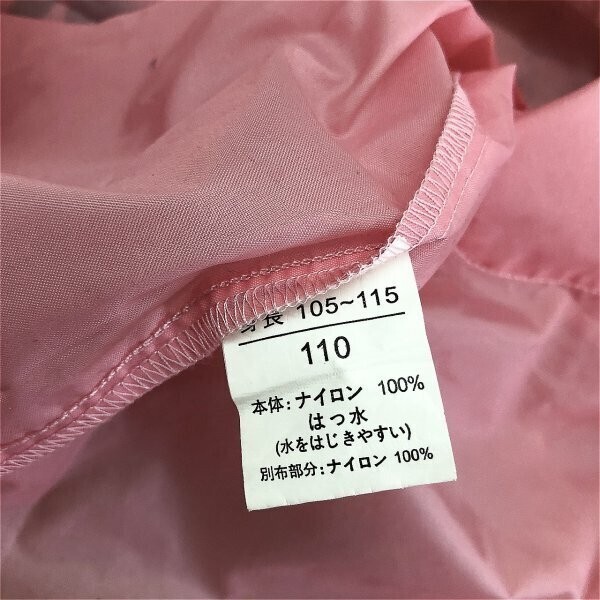 身長 105~115
110
本体:ナイロン 100%
はっ水
(水をはじきやすい)
別布部分:ナイロン 100%